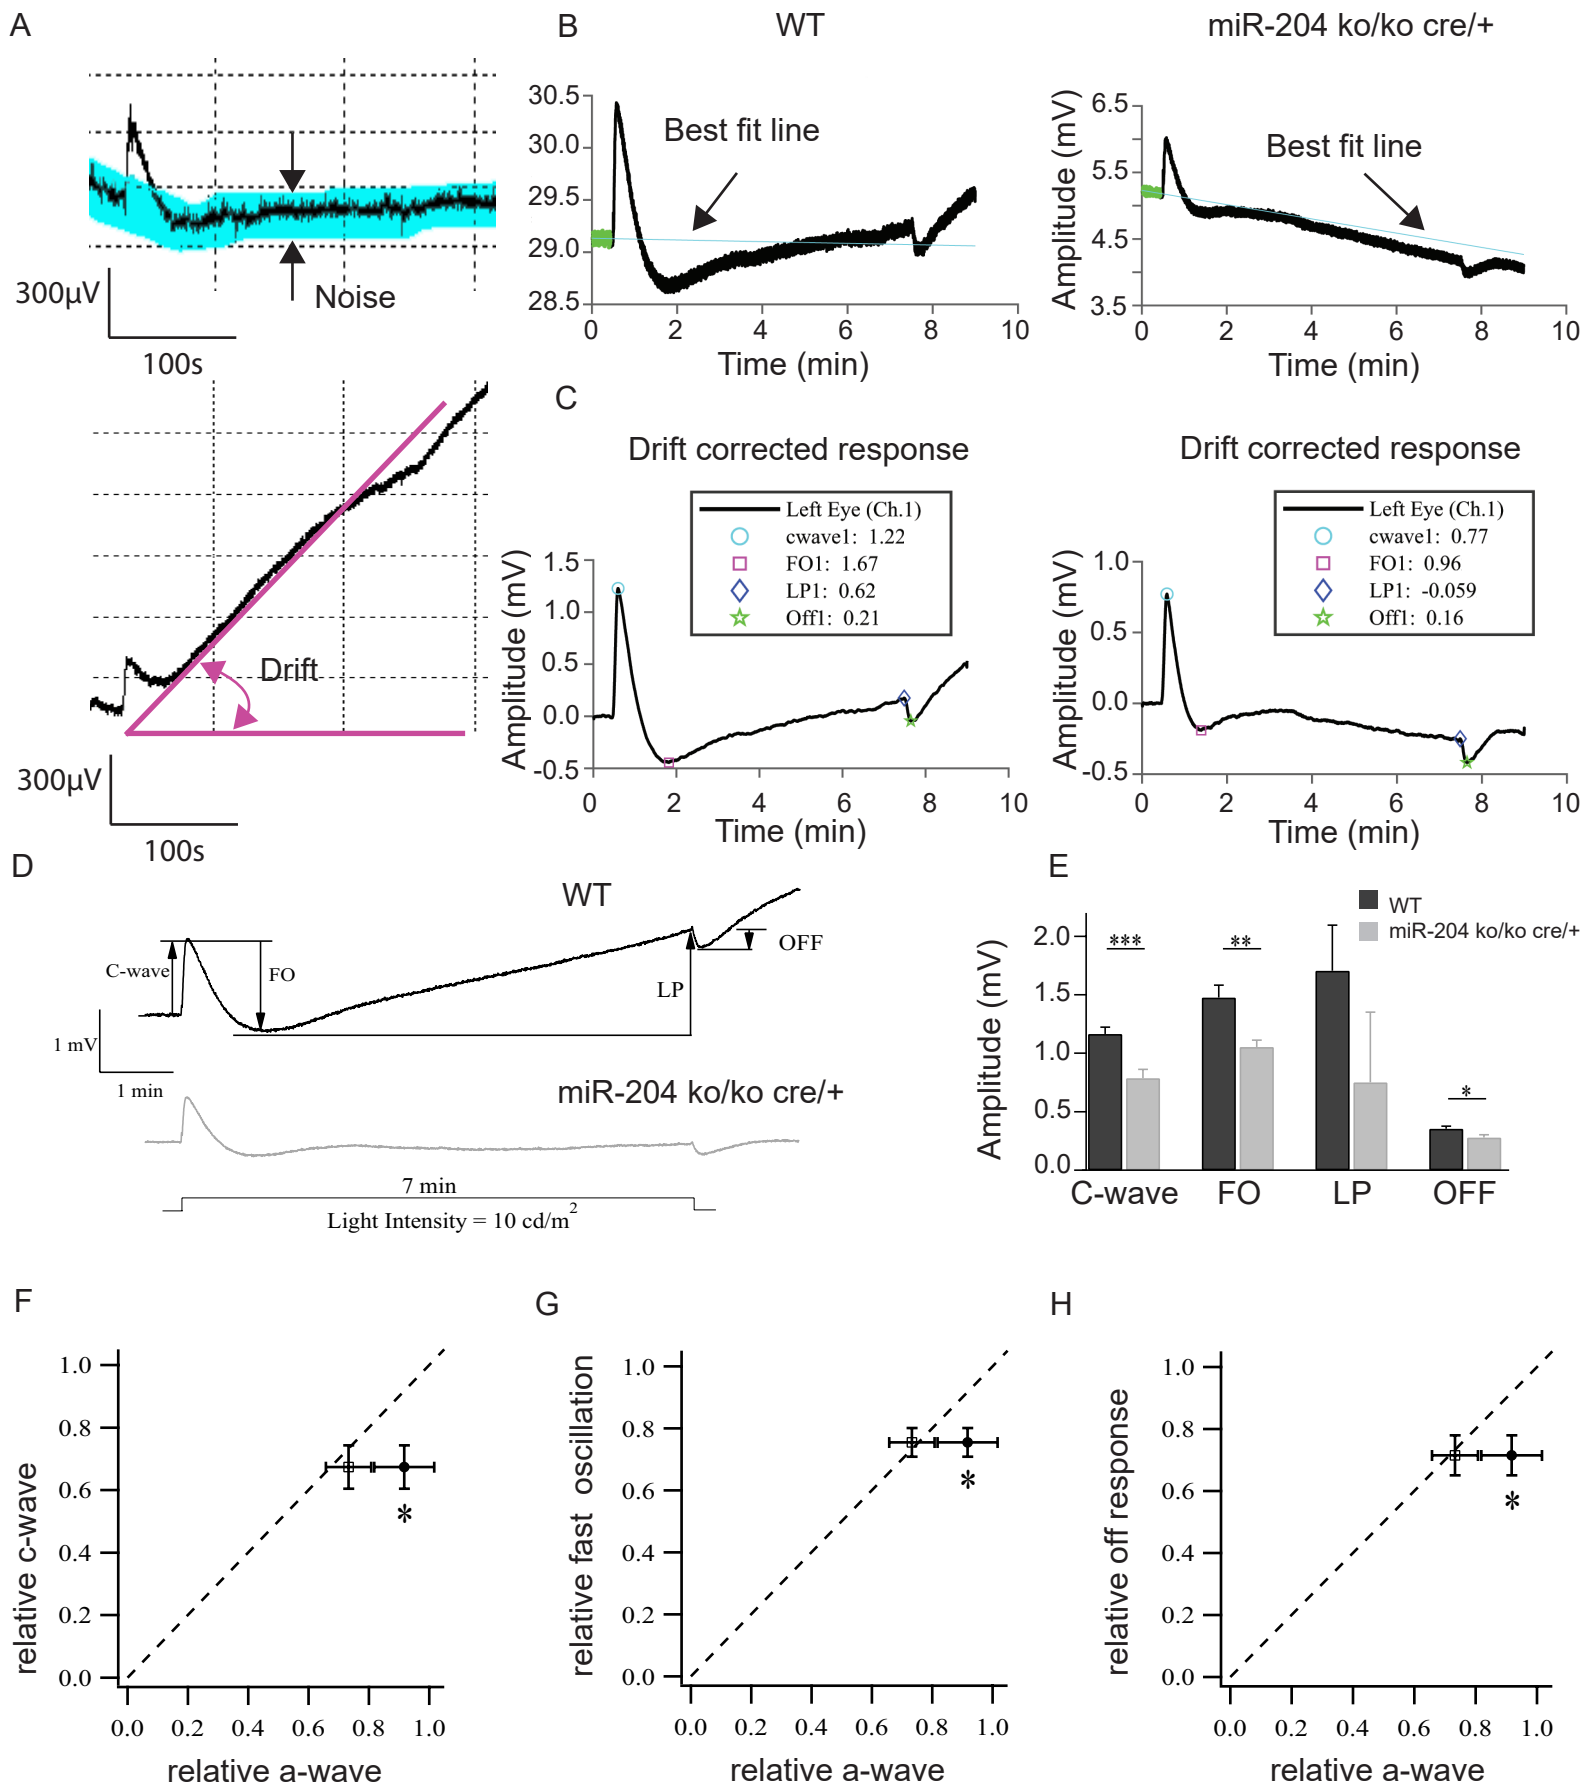 A
Noise
300μV
100s
Drift
300μV
100s
B
WT
miR-204 ko/ko cre/+
30.5
30.0
29.5
29.0
28.5
Best fit line
0
2
4
6
8
10
Time (min)
Amplitude (mV)
6.5
5.5
4.5
3.5
Best fit line
0
2
4
6
8
10
Time (min)
C
Drift corrected response
Left Eye (Ch.1)
cwave1: 1.22
FO1: 1.67
LP1: 0.62
Off1: 0.21
Amplitude (mV)
1.5
1.0
0.5
0.0
-0.5
0
2
4
6
8
10
Time (min)
Drift corrected response
Left Eye (Ch.1)
cwave1: 0.77
FO1: 0.96
LP1: -0.059
Off1: 0.16
Amplitude (mV)
1.0
0.5
0.0
-0.5
0
2
4
6
8
10
Time (min)
D
WT
C-wave
FO
LP
OFF
1 mV
1 min
miR-204 ko/ko cre/+
7 min
Light Intensity = 10 cd/m2
E
WT
miR-204 ko/ko cre/+
Amplitude (mV)
2.0
1.5
1.0
0.5
0.0
***
**
*
C-wave
FO
LP
OFF
F
relative c-wave
1.0
0.8
0.6
0.4
0.2
0.0
*
0.0
0.2
0.4
0.6
0.8
1.0
relative a-wave
G
relative fast oscillation
1.0
0.8
0.6
0.4
0.2
0.0
*
0.0
0.2
0.4
0.6
0.8
1.0
relative a-wave
H
relative off response
1.0
0.8
0.6
0.4
0.2
0.0
*
0.0
0.2
0.4
0.6
0.8
1.0
relative a-wave